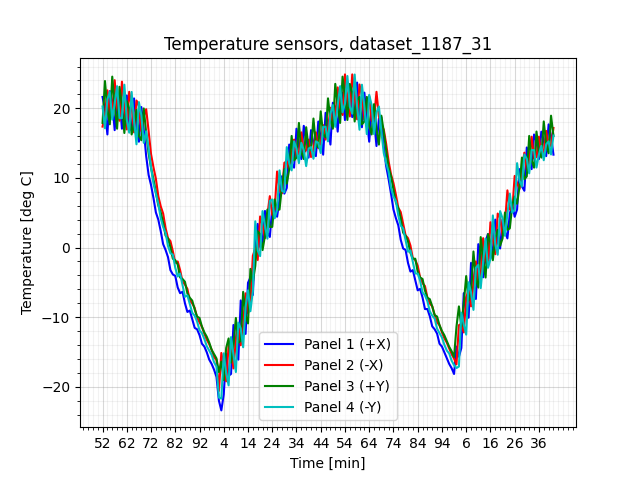 Temperature sensors, dataset_1187_31
Temperature [deg C]
20
10
0
−10
−20
Panel 1 (+X)
Panel 2 (-X)
Panel 3 (+Y)
Panel 4 (-Y)
52 62 72 82 92 4 14 24 34 44 54 64 74 84 94 6 16 26 36
Time [min]